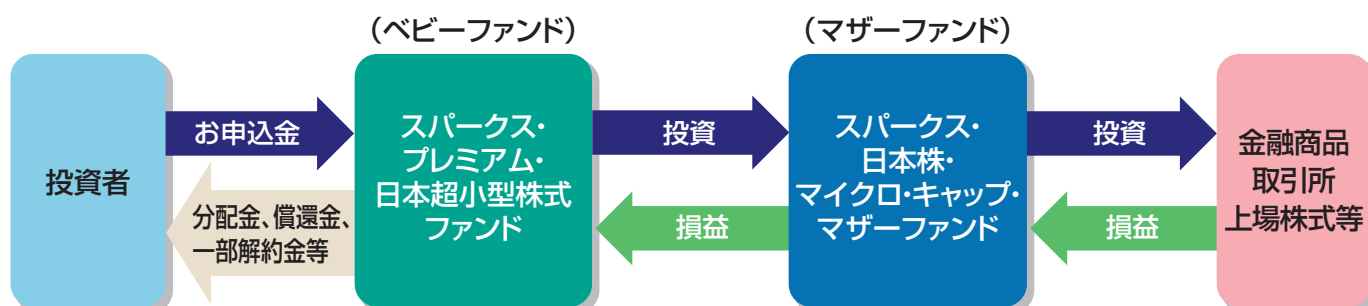 （ベビーファンド）
（マザーファンド）
投資者
お申込金
分配金、償還金、
一部解約金等
スパークス・
プレミアム・
日本超小型株式
ファンド
投資
損益
スパークス・
日本株・
マイクロ・キャップ・
マザーファンド
投資
損益
金融商品
取引所
上場株式等